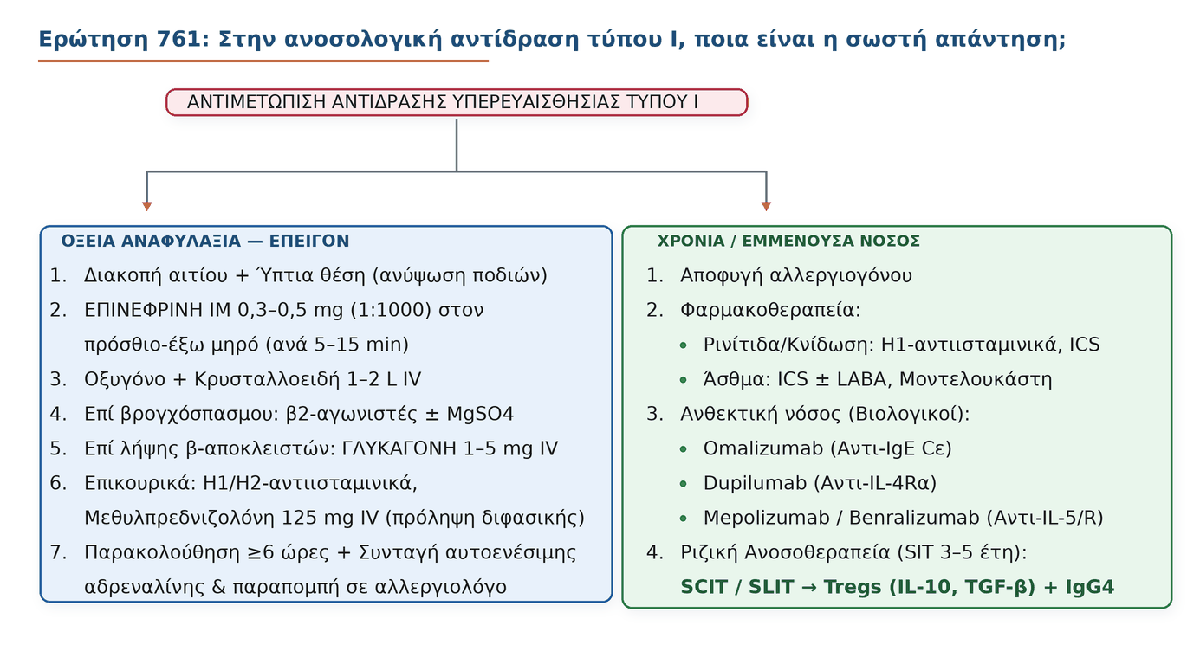 Ερώτηση 761: Στην ανοσολογική αντίδραση τύπου Ι, ποια είναι η σωστή απάντηση;
ΑΝΤΙΜΕΤΩΠΙΣΗ ΑΝΤΙΔΡΑΣΗΣ ΥΠΕΡΕΥΑΙΣΘΗΣΙΑΣ ΤΥΠΟΥ Ι
ΟΞΕΙΑ ΑΝΑΦΥΛΑΞΙΑ — ΕΠΕΙΓΟΝ
1. Διακοπή αιτίου + Ύπτια θέση (ανύψωση ποδιών)
2. ΕΠΙΝΕΦΡΙΝΗ IM 0,3–0,5 mg (1:1000) στον
πρόσθιο-έξω μηρό (ανά 5–15 min)
3. Οξυγόνο + Κρυσταλλοειδή 1–2 L IV
4. Επί βρογχόσπασμου: β2-αγωνιστές ± MgSO4
5. Επί λήψης β-αποκλειστών: ΓΛΥΚΑΓΟΝΗ 1–5 mg IV
6. Επικουρικά: H1/H2-αντιισταμινικά,
Μεθυλπρεδνιζολόνη 125 mg IV (πρόληψη διφασικής)
7. Παρακολούθηση ≥6 ώρες + Συνταγή αυτοενέσιμης
αδρεναλίνης & παραπομπή σε αλλεργιολόγο
ΧΡΟΝΙΑ / ΕΜΜΕΝΟΥΣΑ ΝΟΣΟΣ
1. Αποφυγή αλλεργιογόνου
2. Φαρμακοθεραπεία:
• Ρινίτιδα/Κνίδωση: H1-αντιισταμινικά, ICS
• Άσθμα: ICS ± LABA, Μοντελουκάστη
3. Ανθεκτική νόσος (Βιολογικοί):
• Omalizumab (Αντι-IgE Cε)
• Dupilumab (Αντι-IL-4Rα)
• Mepolizumab / Benralizumab (Αντι-IL-5/R)
4. Ριζική Ανοσοθεραπεία (SIT 3–5 έτη):
SCIT / SLIT → Tregs (IL-10, TGF-β) + IgG4